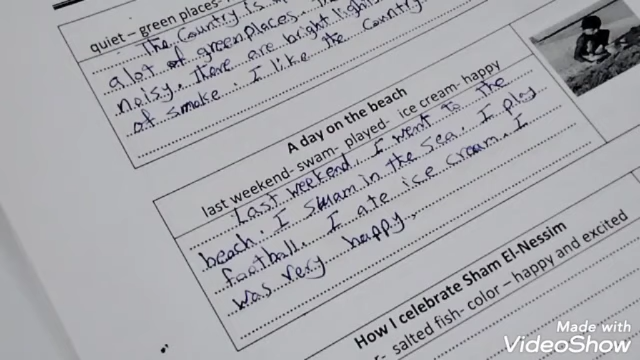 quiet – green places-
The Country is
a lot of green places.
noisy. There are bright lights
of smoke. I like the Country
A day on the beach
last weekend- swam- played- ice cream- happy
Last weekend, I went to the
beach. I swam in the sea. I play
football. I ate ice cream. I
was very happy.
How I celebrate Sham El-Nessim
salted fish- color – happy and excited
Made with
VideoShow